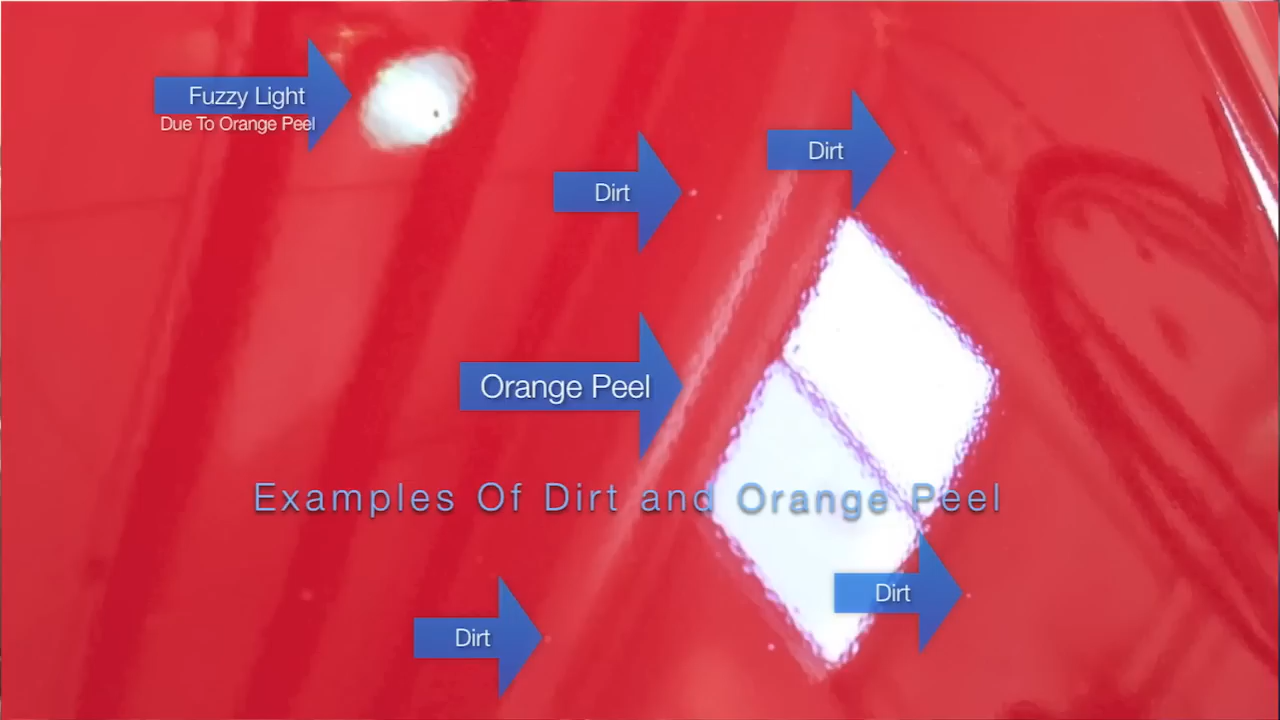 Fuzzy Light
Due To Orange Peel
Dirt
Dirt
Orange Peel
Examples Of Dirt and Orange Peel
Dirt
Dirt